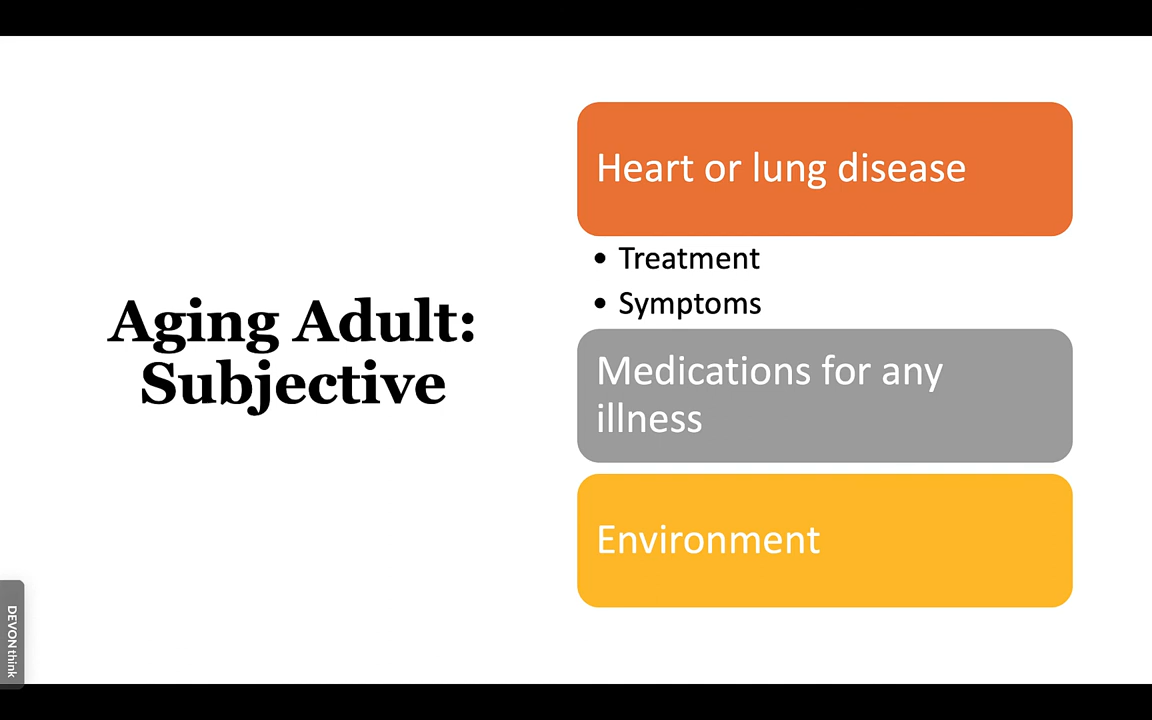 Aging Adult:
Subjective
Heart or lung disease
• Treatment
• Symptoms
Medications for any
illness
Environment
DEVONthink